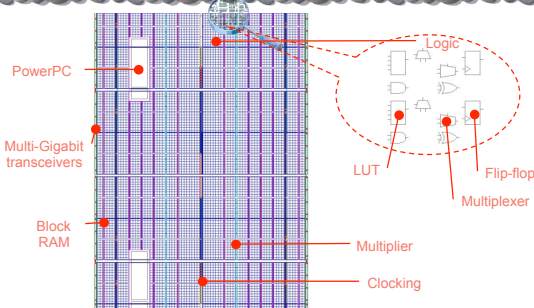 Logic
PowerPC
Multi-Gigabit
transceivers
LUT
Flip-flop
Multiplexer
Block
RAM
Multiplier
Clocking